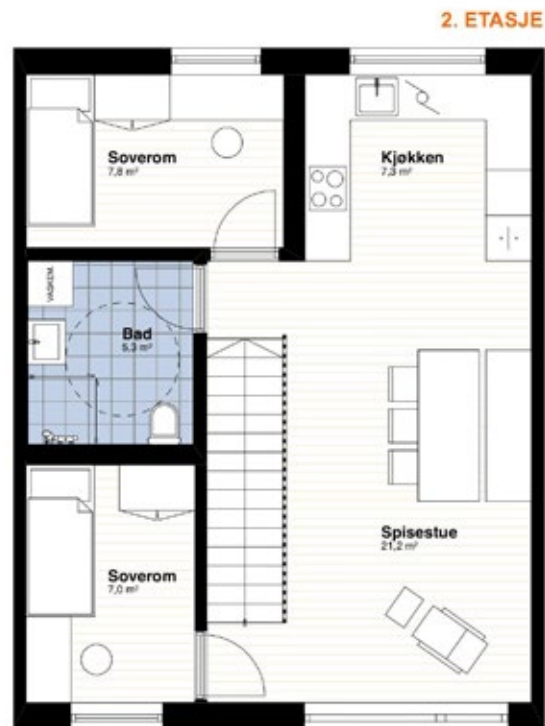 2. ETASJE
Soverom
7,8 m²
Kjøkken
7,3 m²
VASKEM.
Bad
5,3 m²
Spisestue
21,2 m²
Soverom
7,0 m²